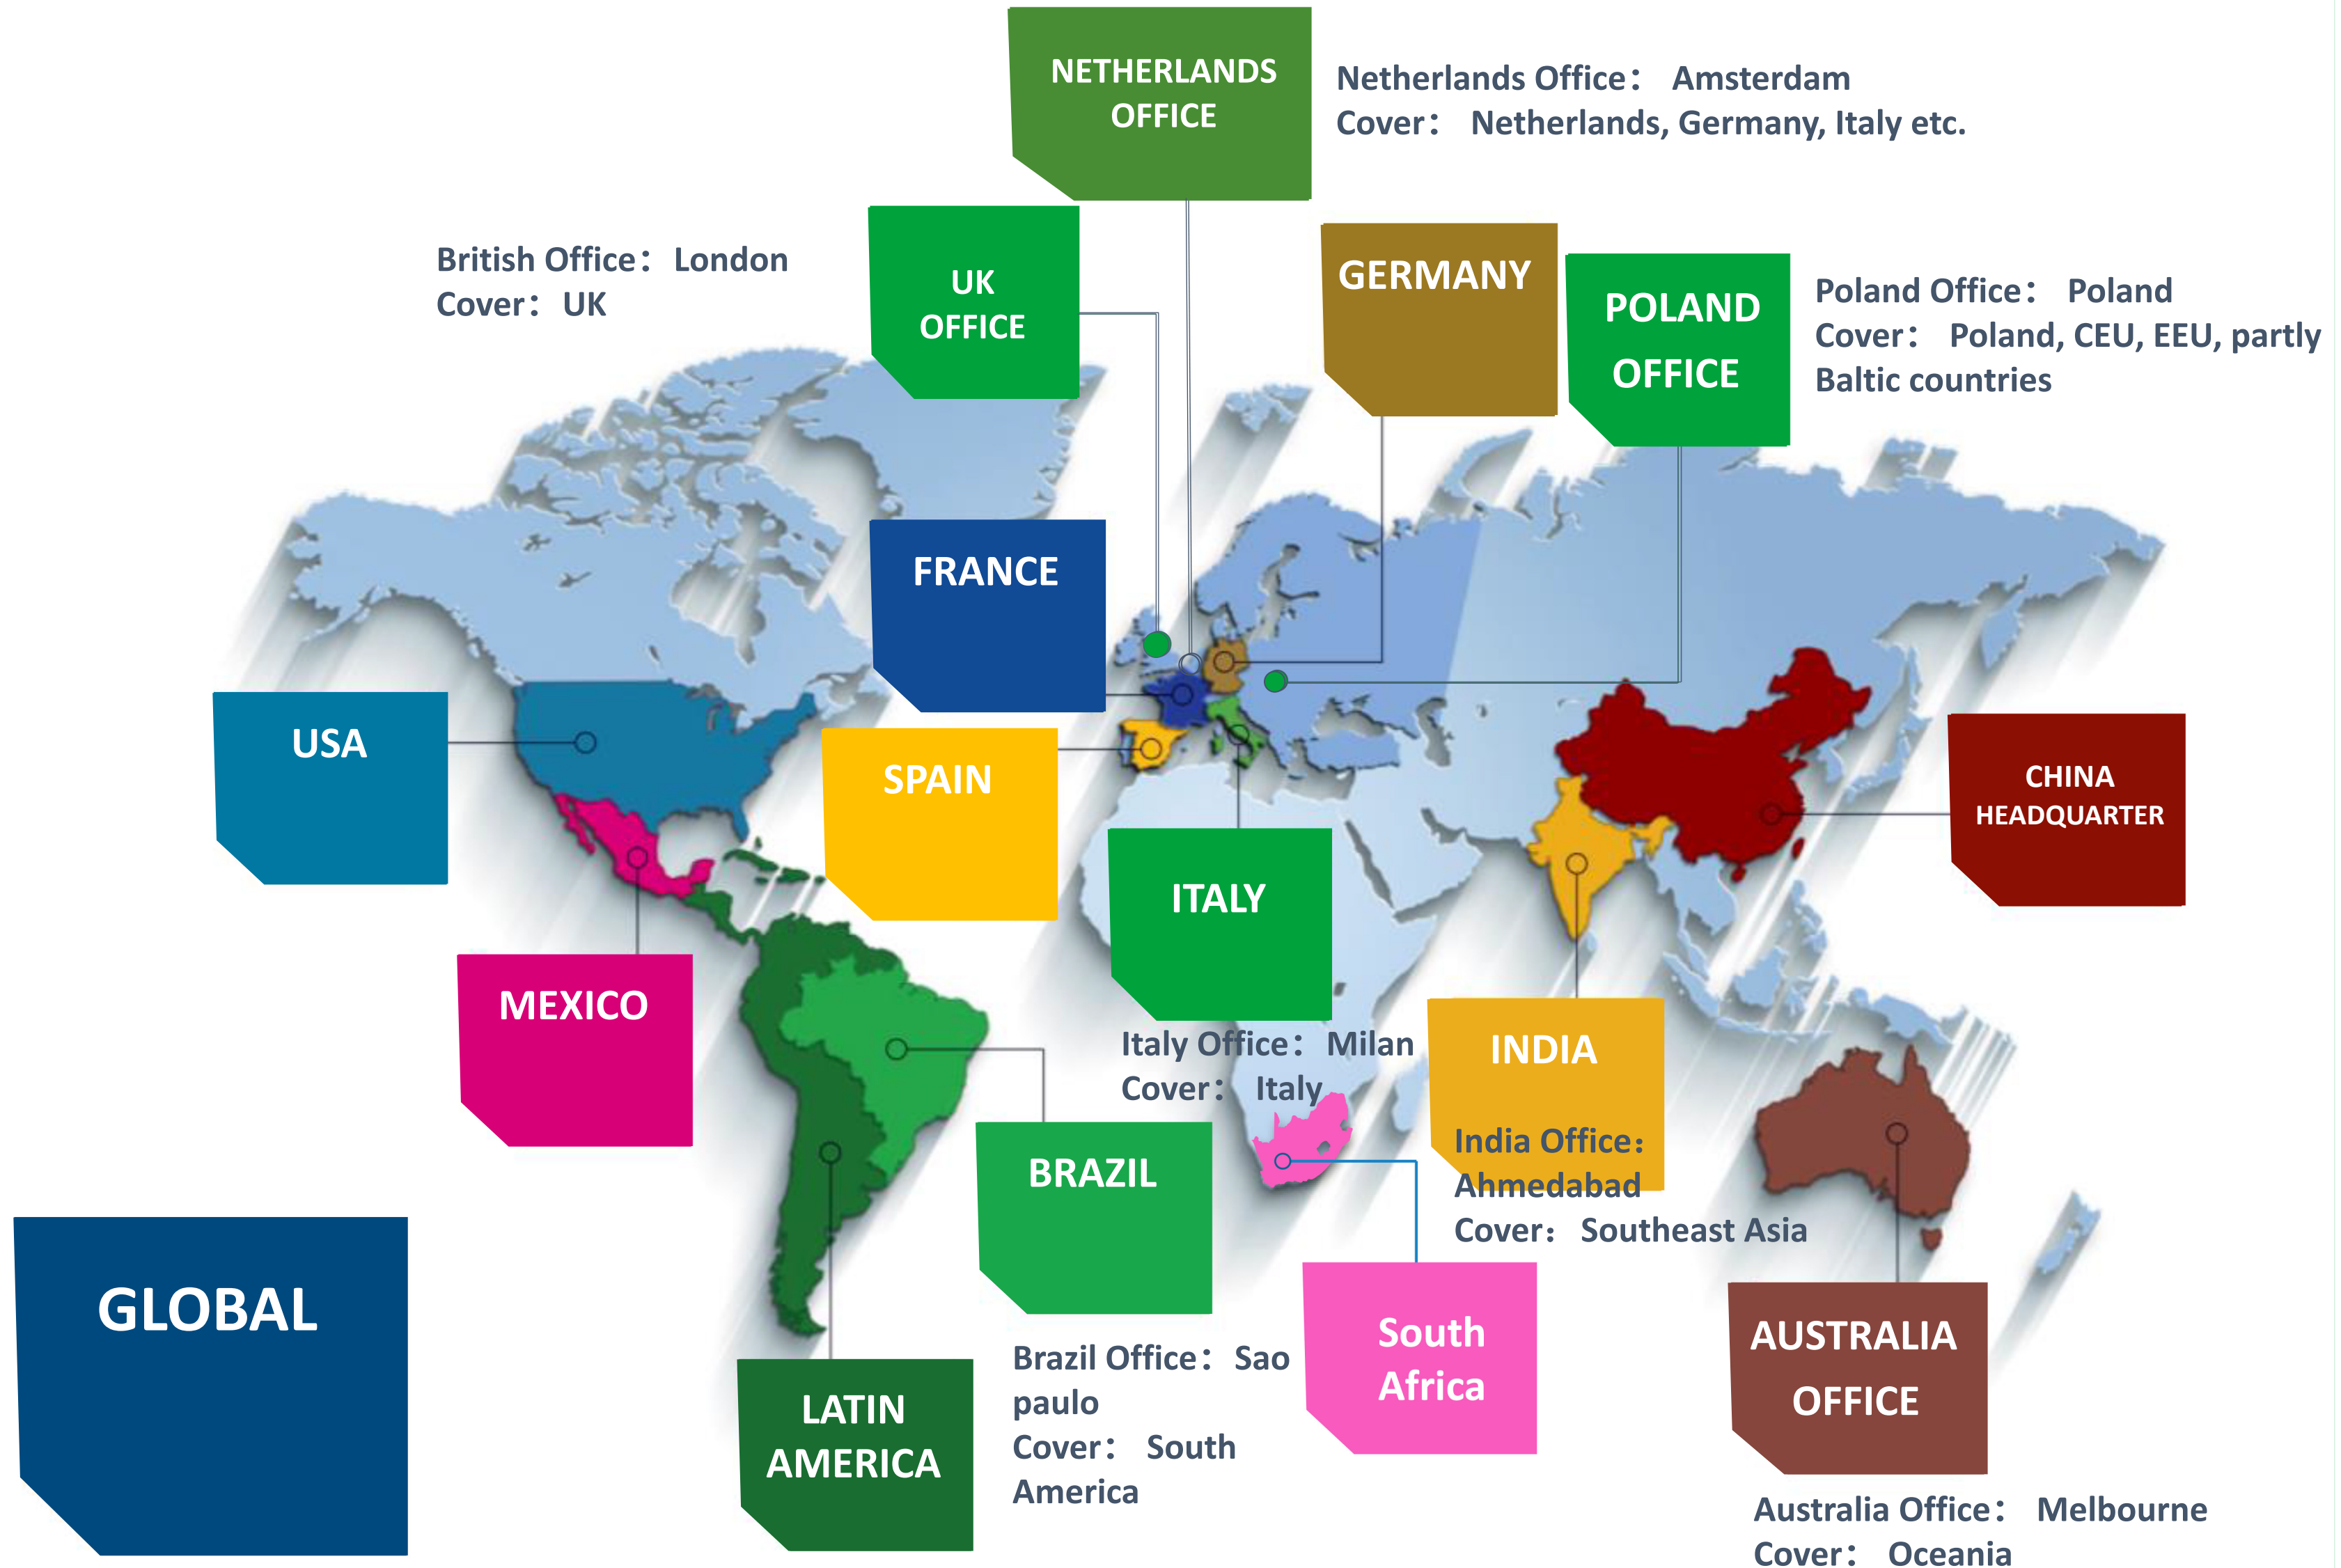 NETHERLANDS
OFFICE
Netherlands Office： Amsterdam
Cover： Netherlands, Germany, Italy etc.
British Office：London
Cover：UK
UK
OFFICE
GERMANY
POLAND
OFFICE
Poland Office： Poland
Cover： Poland, CEU, EEU, partly
Baltic countries
FRANCE
USA
SPAIN
CHINA
HEADQUARTER
ITALY
MEXICO
Italy Office：Milan
Cover： Italy
INDIA
India Office：
Ahmedabad
Cover： Southeast Asia
BRAZIL
GLOBAL
South
Africa
AUSTRALIA
OFFICE
LATIN
AMERICA
Brazil Office：Sao
paulo
Cover： South
America
Australia Office： Melbourne
Cover： Oceania